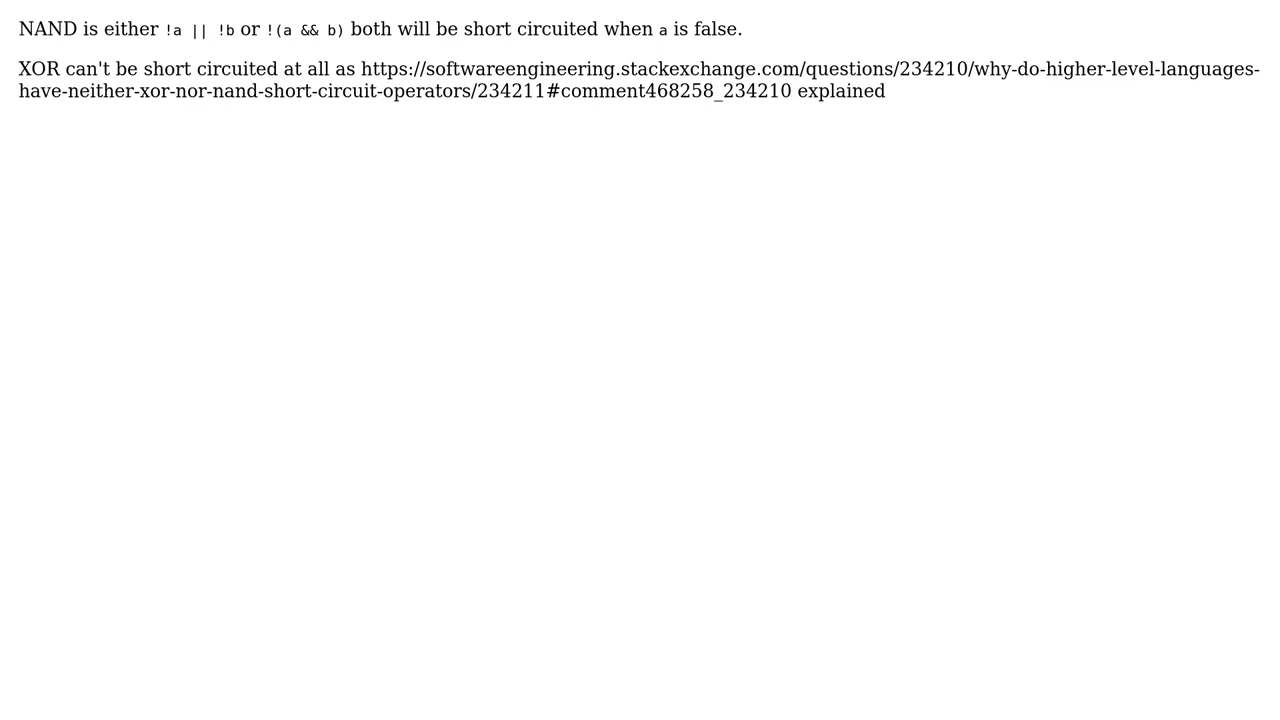 NAND is either !a || !b or !(a && b) both will be short circuited when a is false.
XOR can't be short circuited at all as https://softwareengineering.stackexchange.com/questions/234210/why-do-higher-level-languages-
have-neither-xor-nor-nand-short-circuit-operators/234211#comment468258_234210 explained